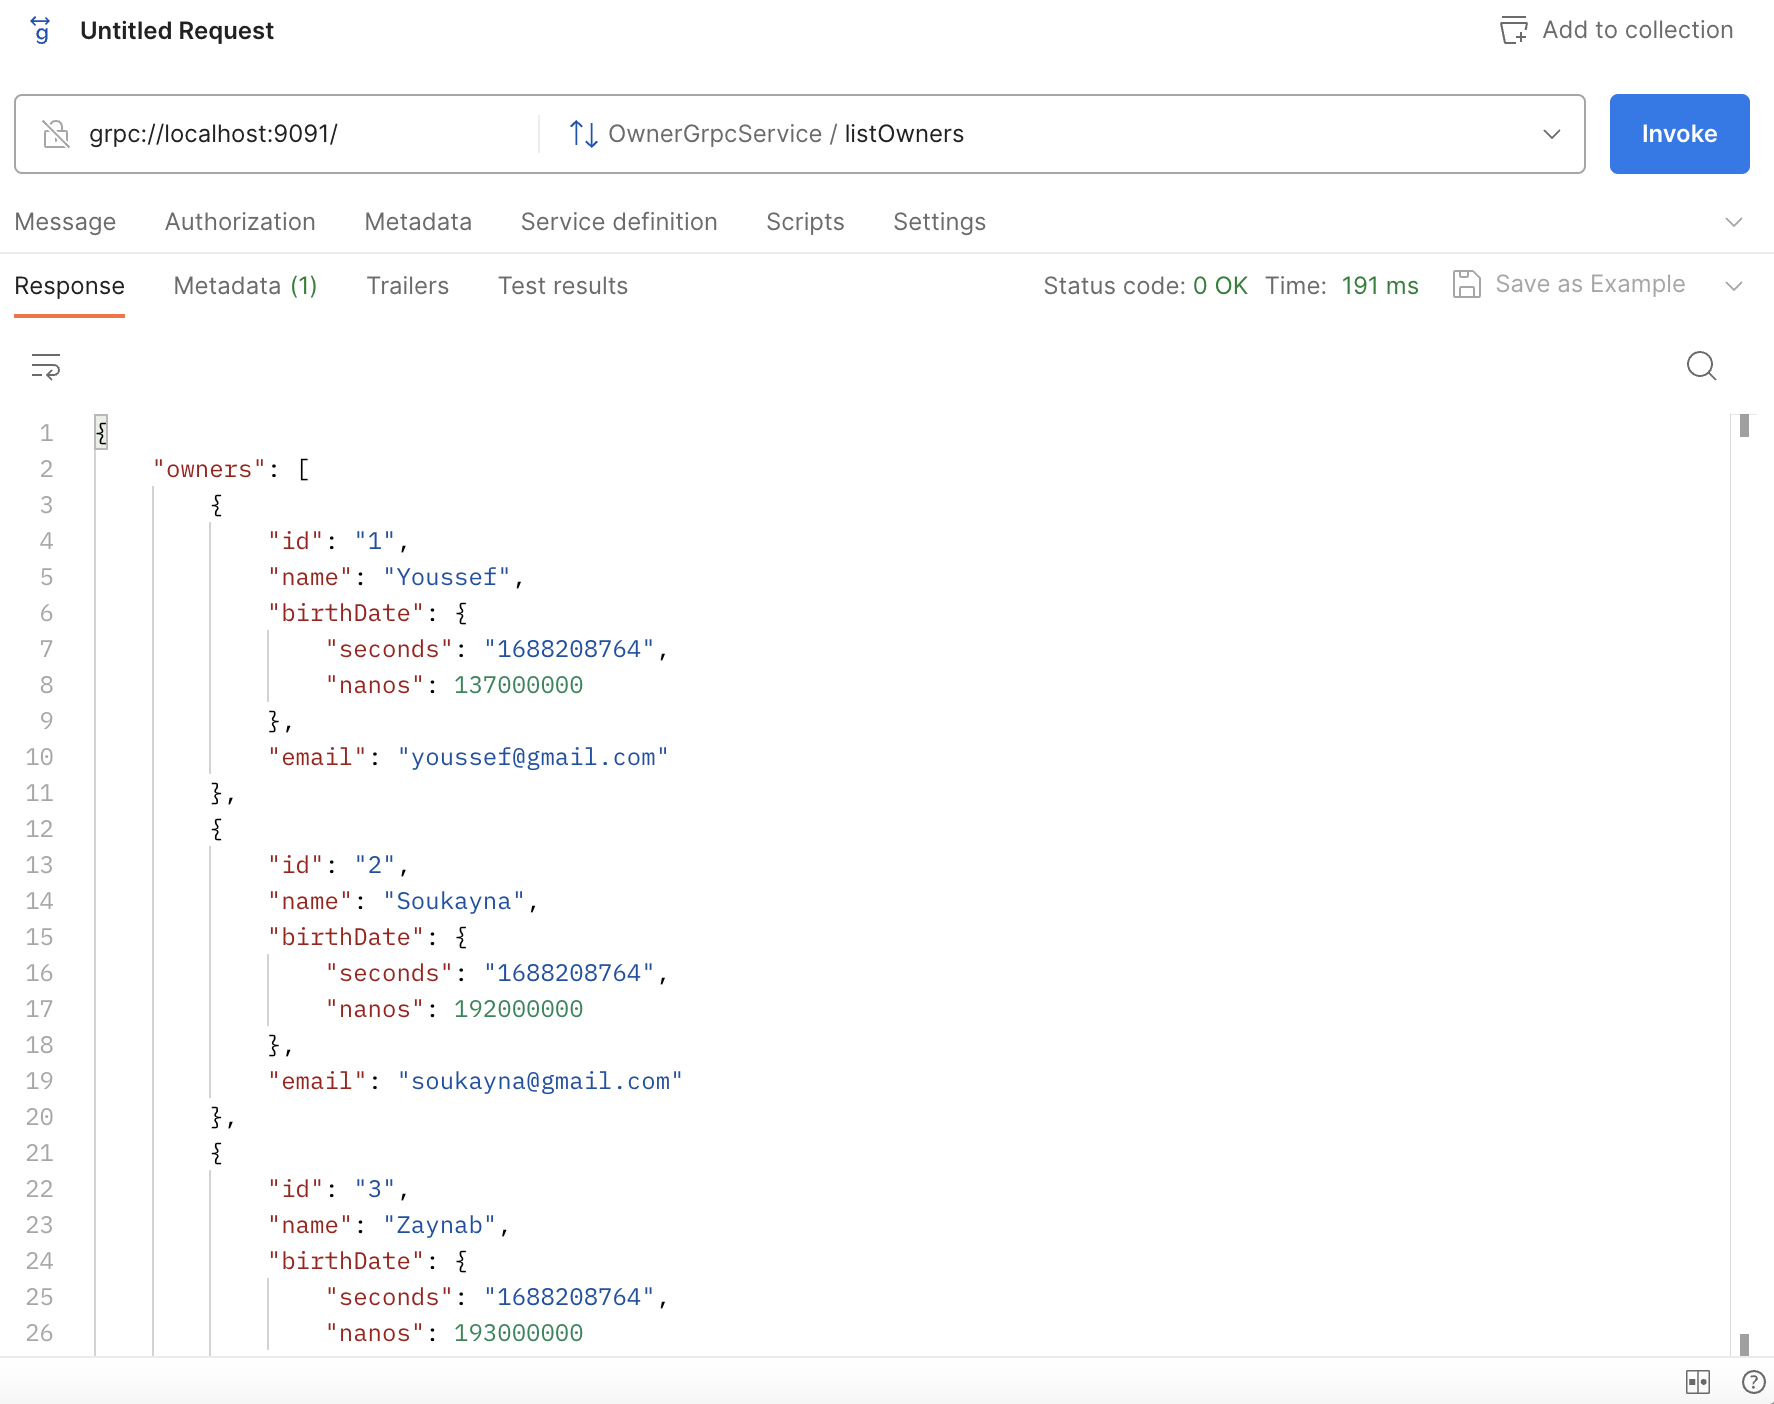 g Untitled Request Add to collection
grpc://localhost:9091/ OwnerGrpcService / listOwners Invoke
Message Authorization Metadata Service definition Scripts Settings
Response Metadata (1) Trailers Test results Status code: 0 OK Time: 191 ms Save as Example
1 {
2 "owners": [
3 {
4 "id": "1",
5 "name": "Youssef",
6 "birthDate": {
7 "seconds": "1688208764",
8 "nanos": 137000000
9 },
10 "email": "youssef@gmail.com"
11 },
12 {
13 "id": "2",
14 "name": "Soukayna",
15 "birthDate": {
16 "seconds": "1688208764",
17 "nanos": 192000000
18 },
19 "email": "soukayna@gmail.com"
20 },
21 {
22 "id": "3",
23 "name": "Zaynab",
24 "birthDate": {
25 "seconds": "1688208764",
26 "nanos": 193000000